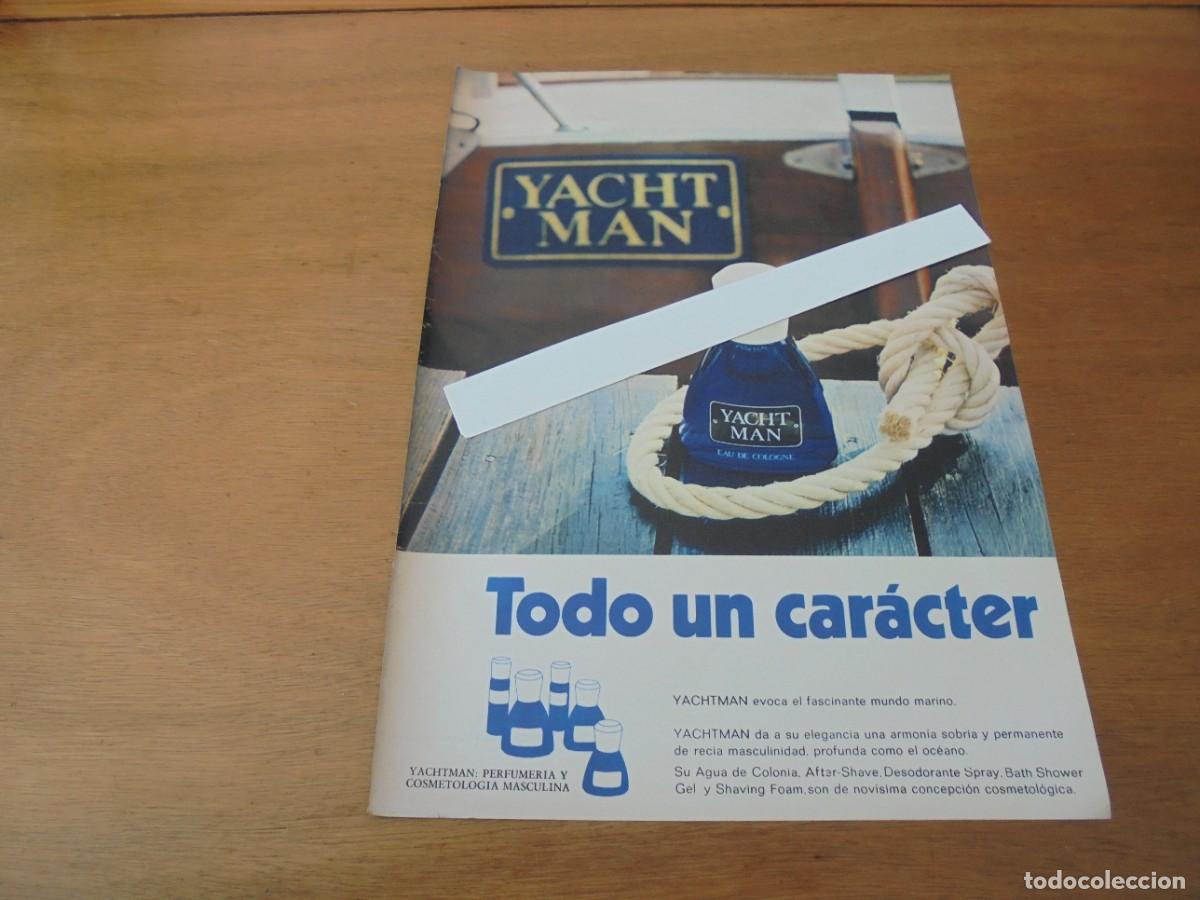 YACHT
MAN
YACHT
MAN
EAU DE COLOGNE
Todo un carácter
YACHTMAN evoca el fascinante mundo marino.
YACHTMAN da a su elegancia una armonia sobria y permanente
de recia masculinidad, profunda como el océano.
Su Agua de Colonia, After-Shave, Desodorante Spray, Bath Shower
Gel y Shaving Foam, son de novísima concepción cosmetológica.
YACHTMAN: PERFUMERIA Y
COSMETOLOGIA MASCULINA
todocoleccion